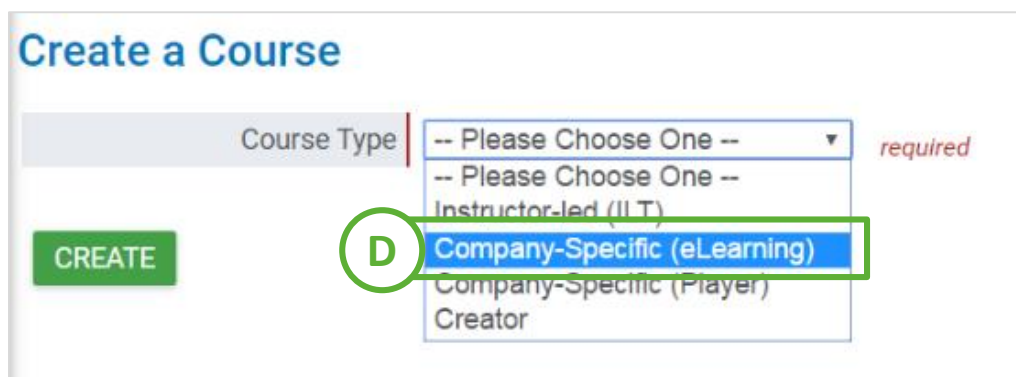 Create a Course
Course Type
-- Please Choose One --
required
-- Please Choose One --
Instructor-led (ILT)
D
Company-Specific (eLearning)
CREATE
Company-Specific (Player)
Creator